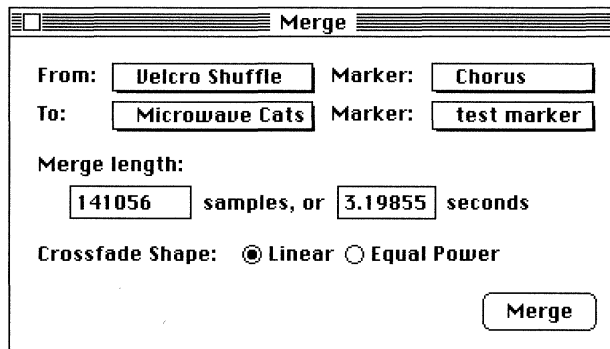 Merge
From: Velcro Shuffle Marker: Chorus
To: Microwave Cats Marker: test marker
Merge length:
141056 samples, or 3.19855 seconds
Crossfade Shape: Linear Equal Power
Merge